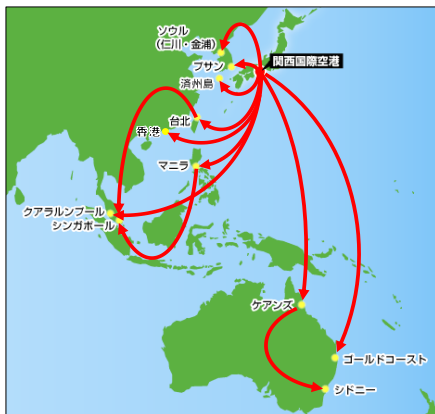 ソウル
(仁川・金浦)
関西国際空港
プサン
済州島
台北
香港
マニラ
クアラルンプール
シンガポール
ケアンズ
ゴールドコースト
シドニー